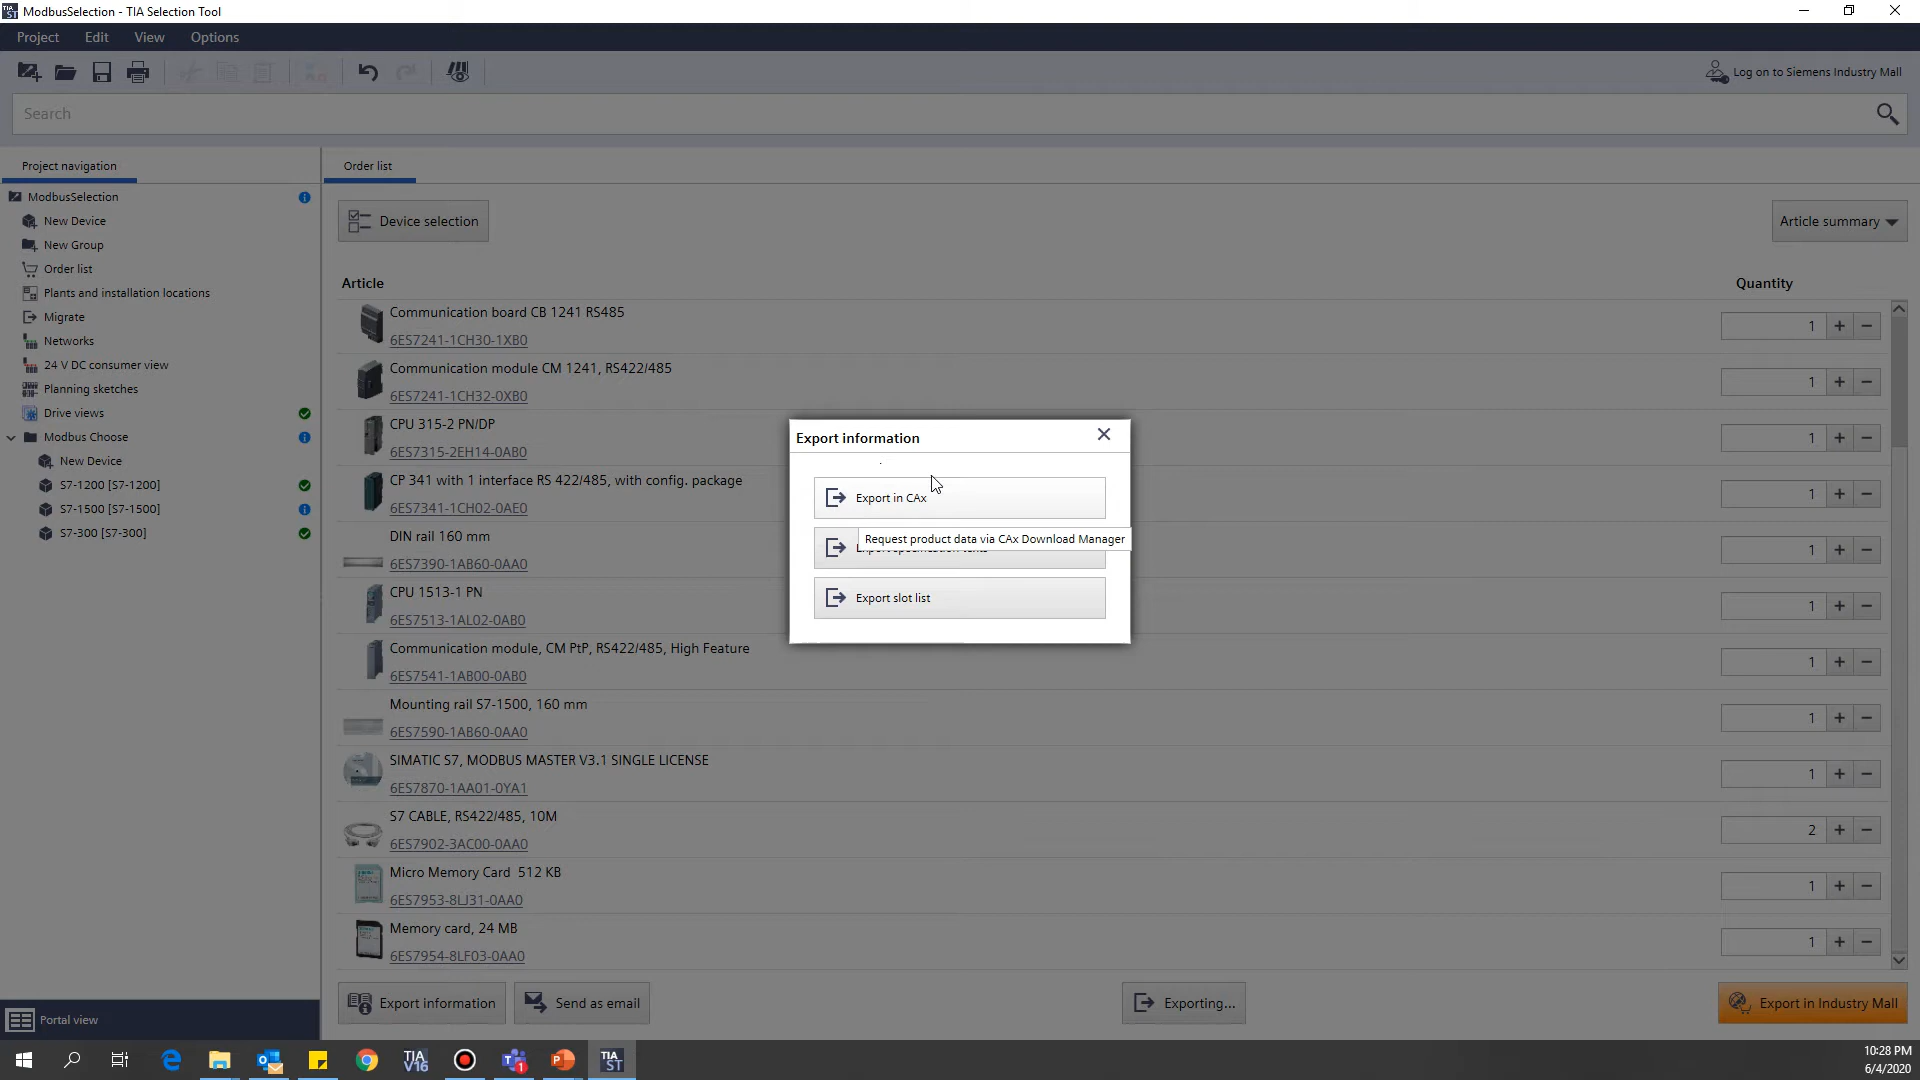 ModbusSelection - TIA Selection Tool
Project Edit View Options
Log on to Siemens Industry Mall
Search
Project navigation
ModbusSelection
New Device
New Group
Order list
Plants and installation locations
Migrate
Networks
24 V DC consumer view
Planning sketches
Drive views
Modbus Choose
New Device
S7-1200 [S7-1200]
S7-1500 [S7-1500]
S7-300 [S7-300]
Portal view
Order list
Device selection
Article summary
Article Quantity
Communication board CB 1241 RS485
6ES7241-1CH30-1XB0
1 + −
Communication module CM 1241, RS422/485
6ES7241-1CH32-0XB0
1 + −
CPU 315-2 PN/DP
6ES7315-2EH14-0AB0
1 + −
CP 341 with 1 interface RS 422/485, with config. package
6ES7341-1CH02-0AE0
1 + −
DIN rail 160 mm
6ES7390-1AB60-0AA0
1 + −
CPU 1513-1 PN
6ES7513-1AL02-0AB0
1 + −
Communication module, CM PtP, RS422/485, High Feature
6ES7541-1AB00-0AB0
1 + −
Mounting rail S7-1500, 160 mm
6ES7590-1AB60-0AA0
1 + −
SIMATIC S7, MODBUS MASTER V3.1 SINGLE LICENSE
6ES7870-1AA01-0YA1
1 + −
S7 CABLE, RS422/485, 10M
6ES7902-3AC00-0AA0
2 + −
Micro Memory Card 512 KB
6ES7953-8LJ31-0AA0
1 + −
Memory card, 24 MB
6ES7954-8LF03-0AA0
1 + −
Export information
Export in CAx
Request product data via CAx Download Manager
Export slot list
Export information Send as email Exporting... Export in Industry Mall
TIA V16
TIA ST
10:28 PM
6/4/2020